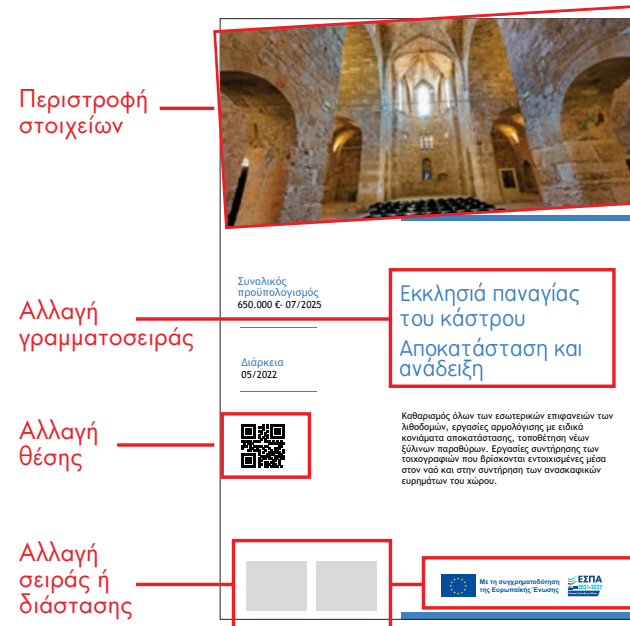 Περιστροφή
στοιχείων
Συνολικός
προϋπολογισμός
650.000 €- 07/2025
Αλλαγή
γραμματοσειράς
Εκκλησιά παναγίας
του κάστρου
Αποκατάσταση και
ανάδειξη
Διάρκεια
05/2022
Αλλαγή
θέσης
Καθαρισμός όλων των εσωτερικών επιφανειών των
λιθοδομών, εργασίες αρμολόγισης με ειδικά
κονιάματα αποκατάστασης, τοποθέτηση νέων
ξύλινων παραθύρων. Εργασίες συντήρησης των
τοιχογραφιών που βρίσκονται εντοιχισμένες μέσα
στον ναό και στην συντήρηση των ανασκαφικών
ευρημάτων του χώρου.
Αλλαγή
σειράς ή
διάστασης
Με τη συγχρηματοδότηση
της Ευρωπαϊκής Ένωσης
ΕΣΠΑ
2021-2027